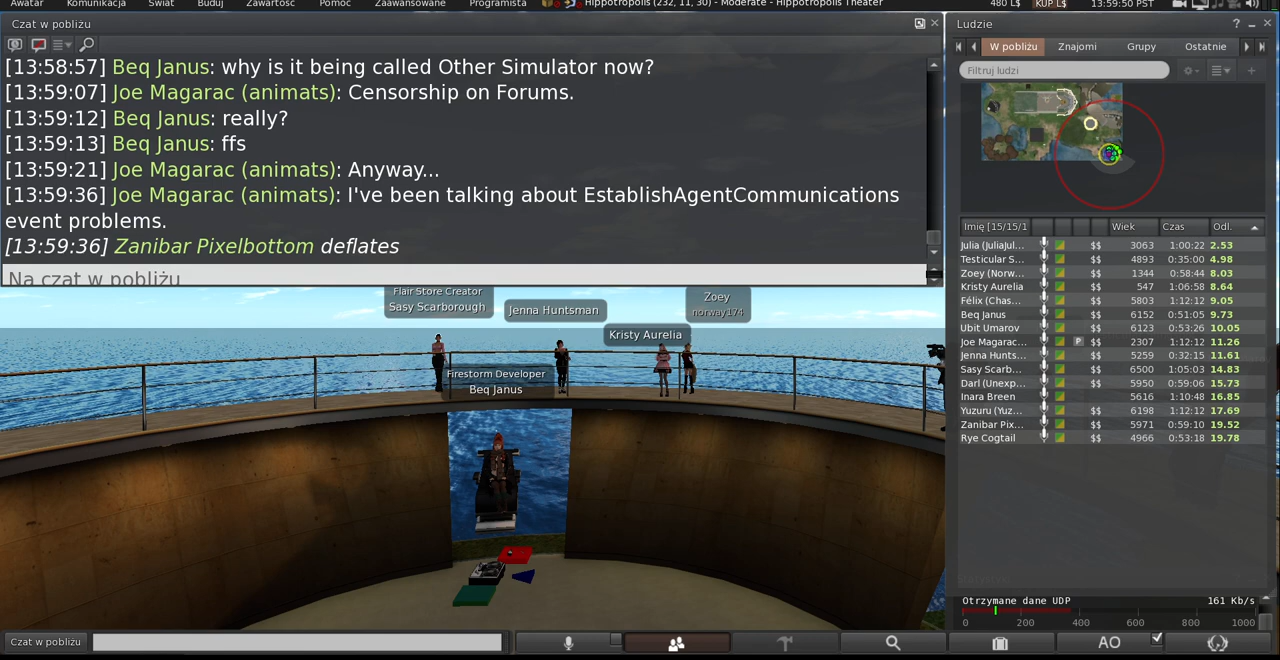 Awatar Komunikacja Świat Buduj Zawartość Pomoc Zaawansowane Programista Hippotropolis (232, 11, 30) - Moderate - Hippotropolis Theater 480 L$ KUP L$ 13:59:50 PST
Czat w pobliżu
[13:58:57] Beq Janus: why is it being called Other Simulator now?
[13:59:07] Joe Magarac (animats): Censorship on Forums.
[13:59:12] Beq Janus: really?
[13:59:13] Beq Janus: ffs
[13:59:21] Joe Magarac (animats): Anyway...
[13:59:36] Joe Magarac (animats): I've been talking about EstablishAgentCommunications
event problems.
[13:59:36] Zanibar Pixelbottom deflates
Na czat w pobliżu
Flair Store Creator
Sasy Scarborough
Jenna Huntsman
Zoey
norway174
Kristy Aurelia
Firestorm Developer
Beq Janus
Ludzie
W pobliżu Znajomi Grupy Ostatnie
Filtruj ludzi
Imię [15/15/1 Wiek Czas Odl.
Julia (JuliaJul... $$ 3063 1:00:22 2.53
Testicular S... $$ 4893 0:35:00 4.98
Zoey (Norw... $$ 1344 0:58:44 8.03
Kristy Aurelia $$ 547 1:06:58 8.64
Félix (Chas... $$ 5803 1:12:12 9.05
Beq Janus $$ 6152 0:51:05 9.73
Ubit Umarov $$ 6123 0:53:26 10.05
Joe Magarac... P $$ 2307 1:12:12 11.26
Jenna Hunts... $$ 5259 0:32:15 11.61
Sasy Scarb... $$ 6500 1:05:03 14.83
Darl (Unexp... $$ 5950 0:59:06 15.73
Inara Breen 5616 1:10:48 16.85
Yuzuru (Yuz... $$ 6198 1:12:12 17.69
Zanibar Pix... $$ 5971 0:59:10 19.52
Rye Cogtail $$ 4966 0:53:18 19.78
Otrzymane dane UDP 161 Kb/s
0 200 400 600 800 1000
Czat w pobliżu
AO